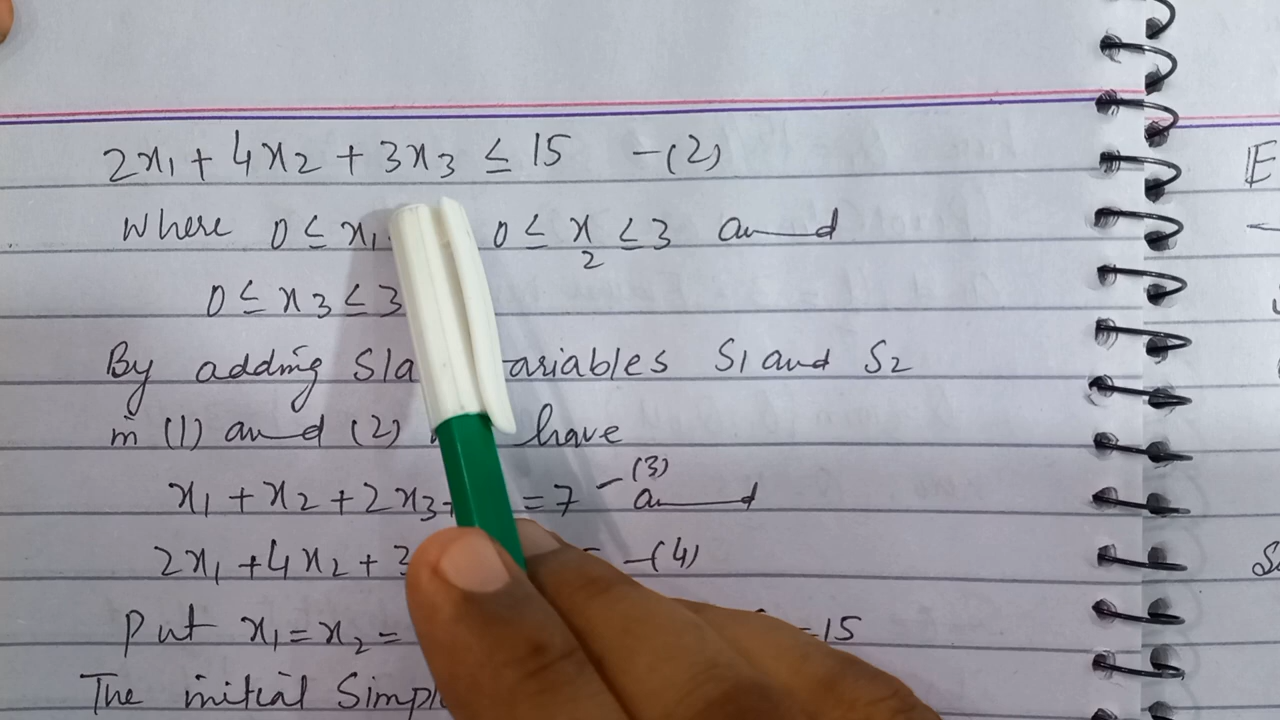 2x₁ + 4x₂ + 3x₃ ≤ 15 -(2)
Where 0 ≤ x₁ 0 ≤ x₂ ≤ 3 and
0 ≤ x₃ ≤ 3
By adding Sla ariables S1 and S2
in (1) and (2) have
x₁ + x₂ + 2x₃+ = 7 -(3) and
2x₁ + 4x₂ + 3 -(4)
Put x₁ = x₂ = =15
The initial Simpl
E